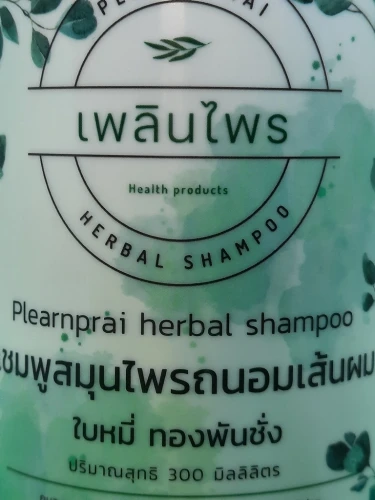 เพลินไพร
Health products
HERBAL SHAMPOO
Plearnprai herbal shampoo
แชมพูสมุนไพรถนอมเส้นผม
ใบหมี่ ทองพันชั่ง
ปริมาณสุทธิ 300 มิลลิลิตร